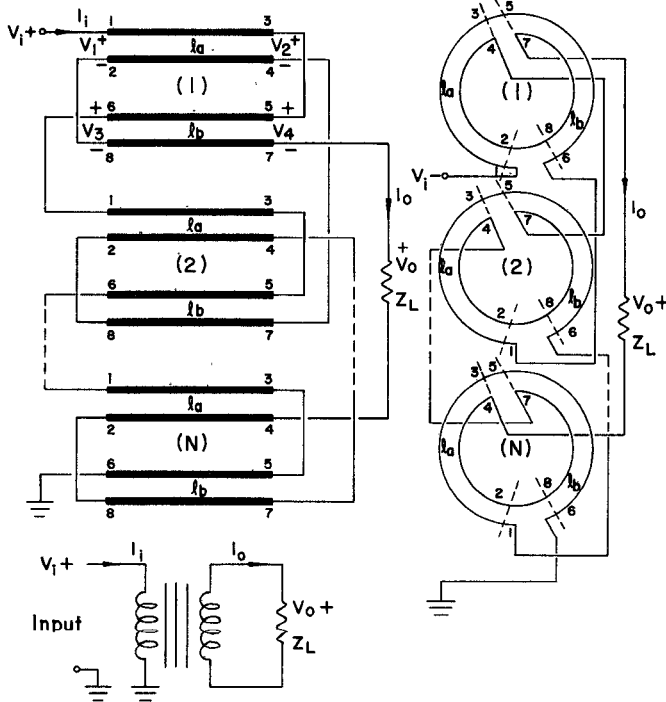 Vi+ Ii 1 3
V1+ la V2+
2 4
(1)
6 5
+ +
V3 lb V4
8 7
1 3
la
2 4
(2)
6 5
lb
8 7
1 3
la
2 4
(N)
6 5
lb
8 7
Io
+
Vo
ZL
3 5
4 7
la (1) lb
2 8
6
Vi
Io
3 5
4 7
la (2) lb
2 8
6
1
Vo+
ZL
3 5
4 7
la (N) lb
2 8
6
1
Vi+ Ii Io
Input
Vo+
ZL